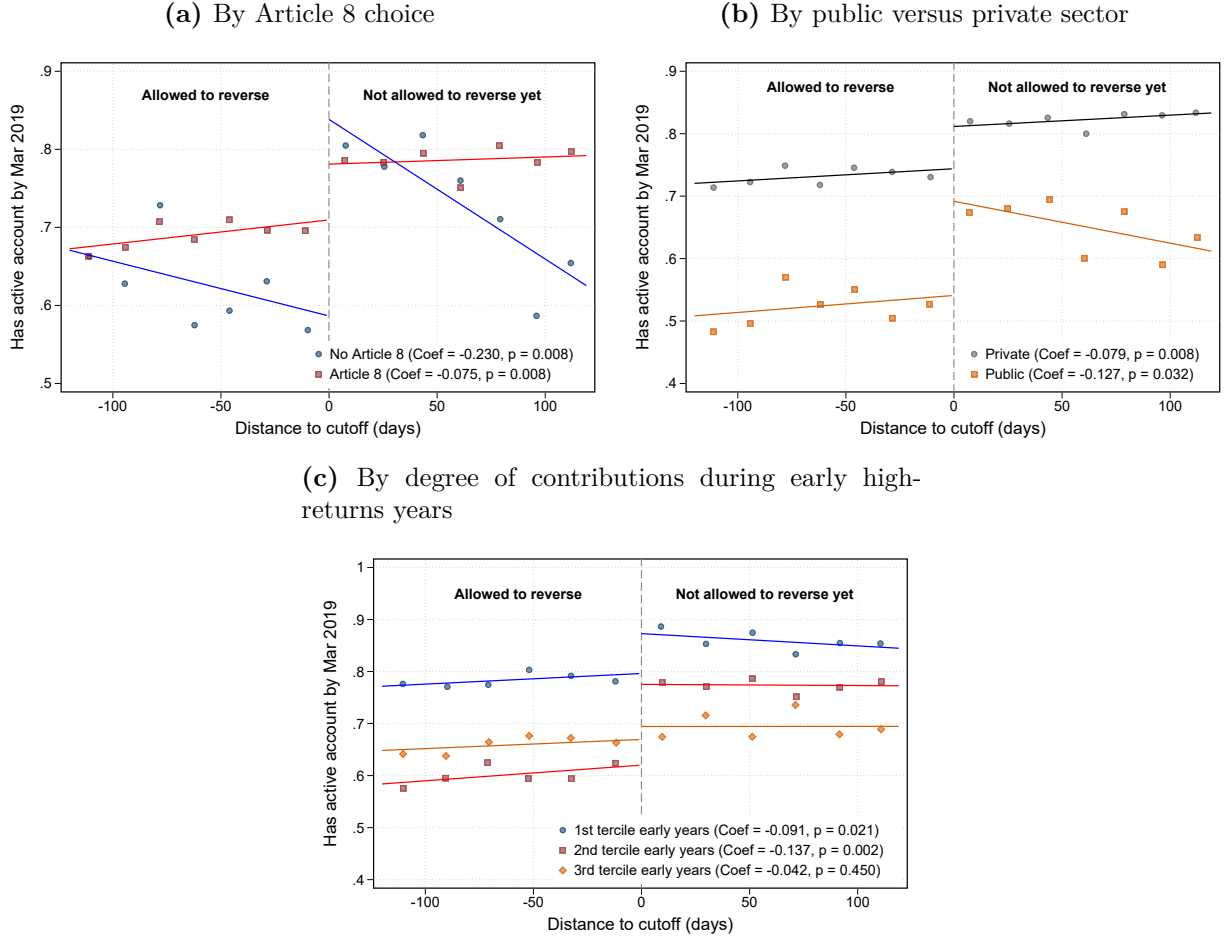 (a) By Article 8 choice
Has active account by Mar 2019
.9
.8
.7
.6
.5
Allowed to reverse
Not allowed to reverse yet
No Article 8 (Coef = -0.230, p = 0.008)
Article 8 (Coef = -0.075, p = 0.008)
-100 -50 0 50 100
Distance to cutoff (days)
(b) By public versus private sector
Has active account by Mar 2019
.9
.8
.7
.6
.5
.4
Allowed to reverse
Not allowed to reverse yet
Private (Coef = -0.079, p = 0.008)
Public (Coef = -0.127, p = 0.032)
-100 -50 0 50 100
Distance to cutoff (days)
(c) By degree of contributions during early high-
returns years
Has active account by Mar 2019
1
.9
.8
.7
.6
.5
.4
Allowed to reverse
Not allowed to reverse yet
1st tercile early years (Coef = -0.091, p = 0.021)
2nd tercile early years (Coef = -0.137, p = 0.002)
3rd tercile early years (Coef = -0.042, p = 0.450)
-100 -50 0 50 100
Distance to cutoff (days)